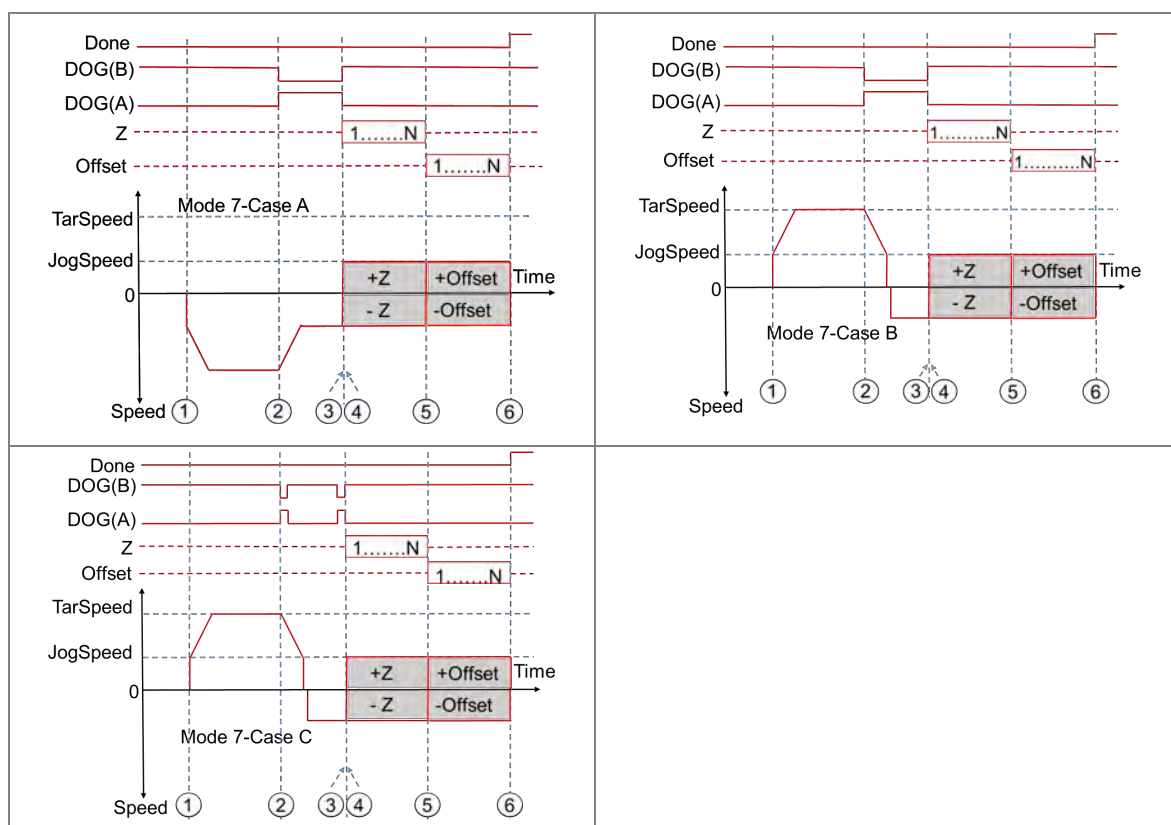 Done
DOG(B)
DOG(A)
Z 1.......N
Offset 1.......N
Mode 7-Case A
TarSpeed
JogSpeed
+Z +Offset Time
0
- Z -Offset
Speed 1 2 3 4 5 6
Done
DOG(B)
DOG(A)
Z 1..........N
Offset 1..........N
TarSpeed
JogSpeed
+Z +Offset Time
0
- Z -Offset
Mode 7-Case B
Speed 1 2 3 4 5 6
Done
DOG(B)
DOG(A)
Z 1.......N
Offset 1.......N
TarSpeed
JogSpeed
+Z +Offset Time
0
- Z -Offset
Mode 7-Case C
Speed 1 2 3 4 5 6